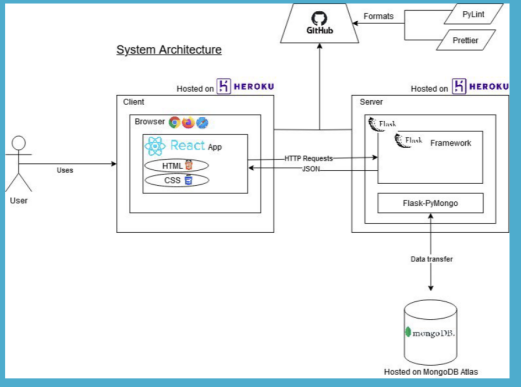 GitHub
Formats
PyLint
Prettier
System Architecture
Hosted on HEROKU
Hosted on HEROKU
Client
Server
Browser
Flask
Flask
Framework
React App
HTML
CSS
HTTP Requests
JSON
Uses
User
Flask-PyMongo
Data transfer
mongoDB.
Hosted on MongoDB Atlas